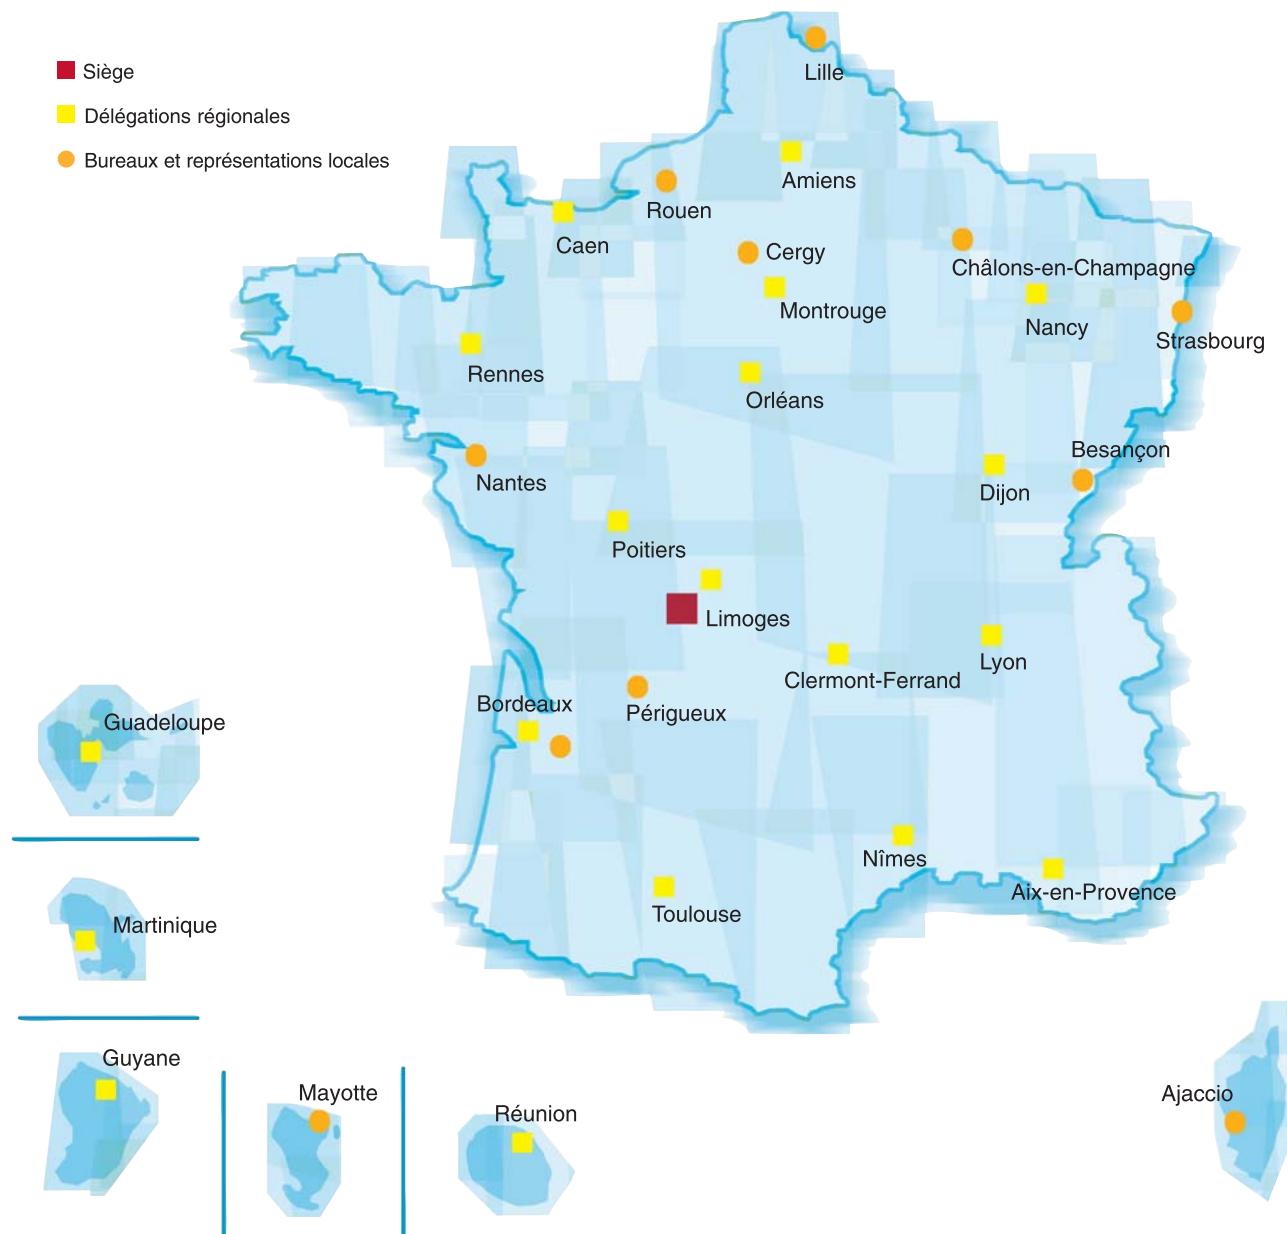 Siège
Délégations régionales
Bureaux et représentations locales
Lille
Amiens
Rouen
Caen
Cergy
Châlons-en-Champagne
Montrouge
Nancy
Strasbourg
Rennes
Orléans
Besançon
Nantes
Dijon
Poitiers
Limoges
Lyon
Clermont-Ferrand
Bordeaux
Périgueux
Guadeloupe
Nîmes
Aix-en-Provence
Toulouse
Martinique
Guyane
Mayotte
Ajaccio
Réunion